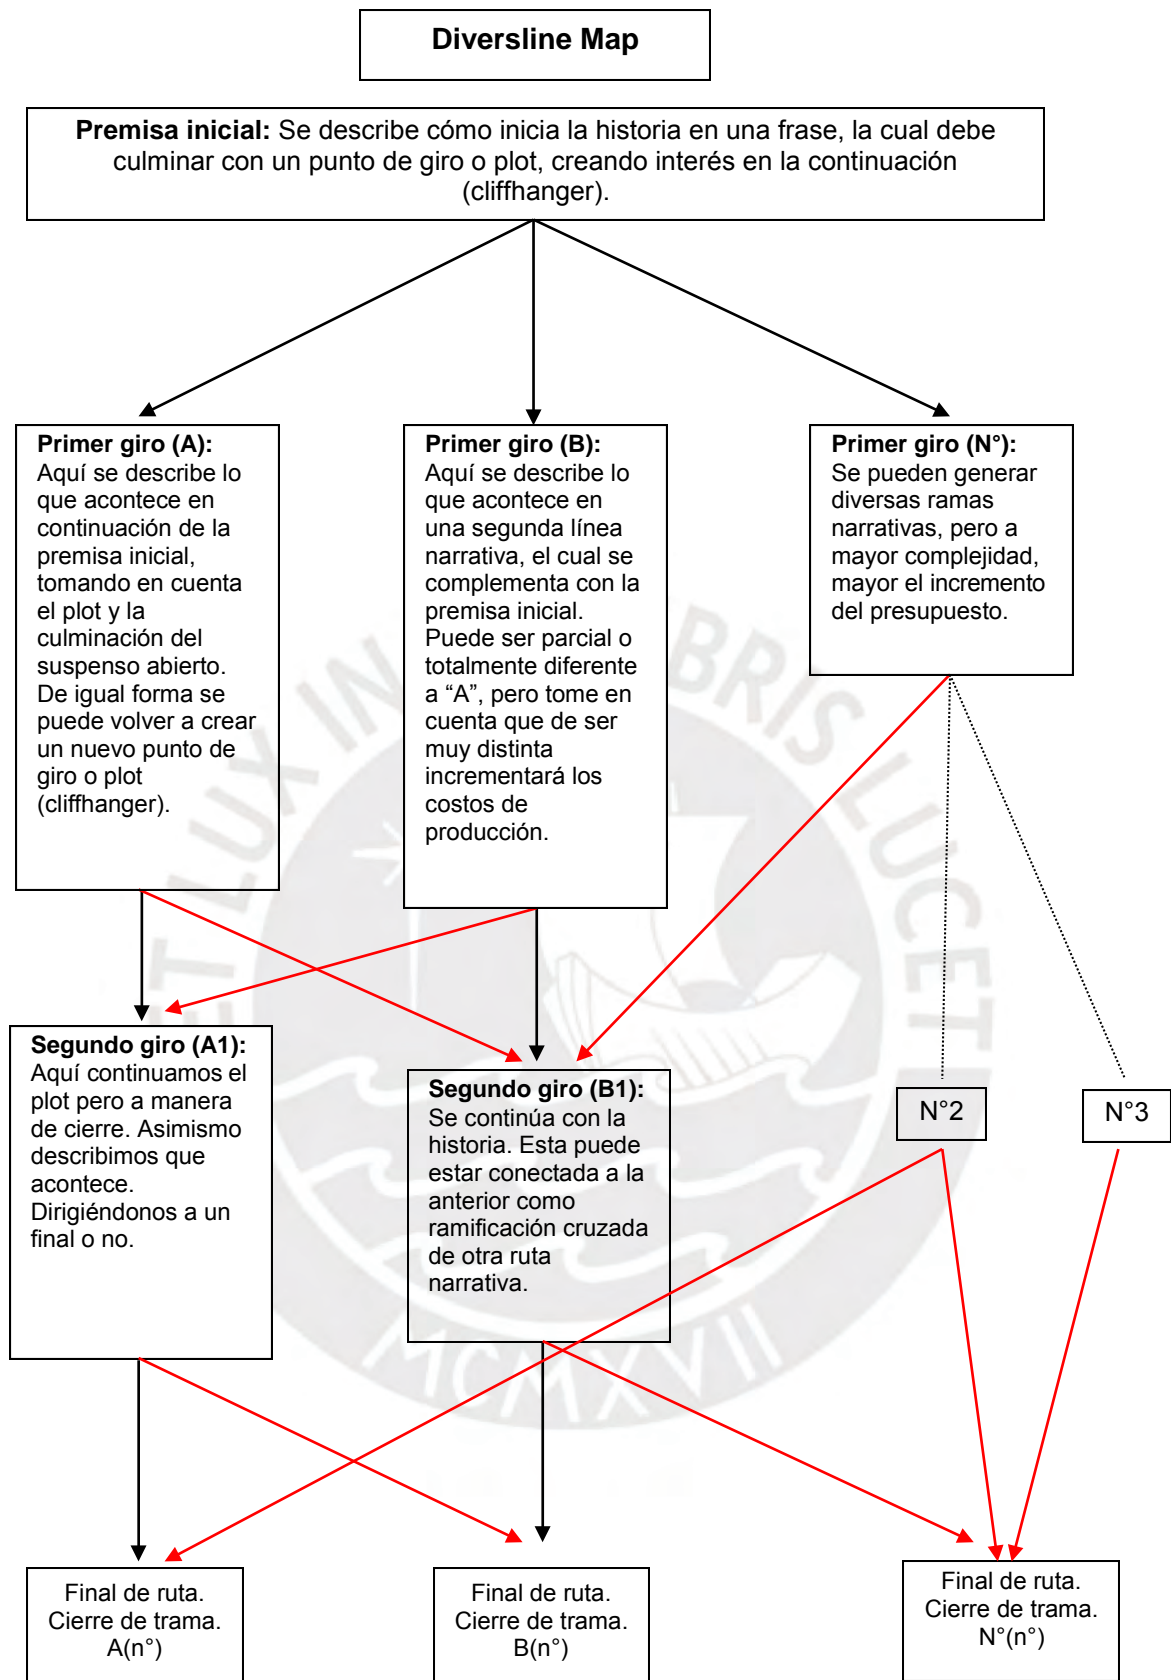 Diversline Map
Premisa inicial: Se describe cómo inicia la historia en una frase, la cual debe
culminar con un punto de giro o plot, creando interés en la continuación
(cliffhanger).
Primer giro (A):
Aquí se describe lo
que acontece en
continuación de la
premisa inicial,
tomando en cuenta
el plot y la
culminación del
suspenso abierto.
De igual forma se
puede volver a crear
un nuevo punto de
giro o plot
(cliffhanger).
Primer giro (B):
Aquí se describe lo
que acontece en
una segunda línea
narrativa, el cual se
complementa con la
premisa inicial.
Puede ser parcial o
totalmente diferente
a “A”, pero tome en
cuenta que de ser
muy distinta
incrementará los
costos de
producción.
Primer giro (N°):
Se pueden generar
diversas ramas
narrativas, pero a
mayor complejidad,
mayor el incremento
del presupuesto.
Segundo giro (A1):
Aquí continuamos el
plot pero a manera
de cierre. Asimismo
describimos que
acontece.
Dirigiéndonos a un
final o no.
Segundo giro (B1):
Se continúa con la
historia. Esta puede
estar conectada a la
anterior como
ramificación cruzada
de otra ruta
narrativa.
N°2
N°3
Final de ruta.
Cierre de trama.
A(n°)
Final de ruta.
Cierre de trama.
B(n°)
Final de ruta.
Cierre de trama.
N°(n°)
MCMXVII